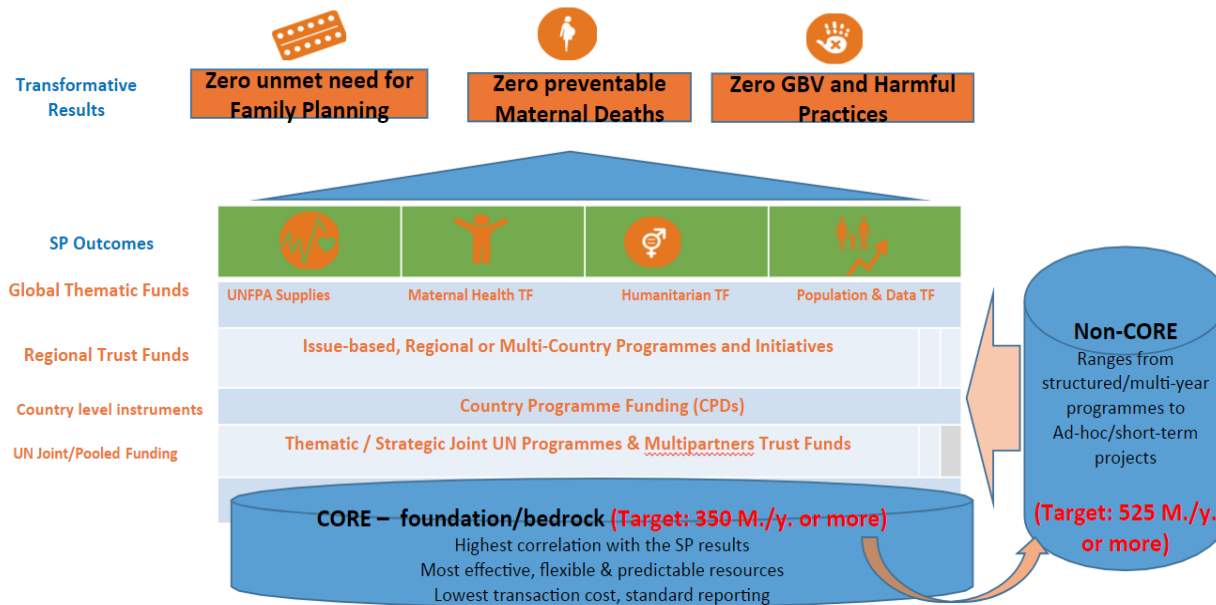 Transformative
Results
Zero unmet need for
Family Planning
Zero preventable
Maternal Deaths
Zero GBV and Harmful
Practices
SP Outcomes
Global Thematic Funds
UNFPA Supplies
Maternal Health TF
Humanitarian TF
Population & Data TF
Regional Trust Funds
Issue-based, Regional or Multi-Country Programmes and Initiatives
Country level instruments
Country Programme Funding (CPDs)
UN Joint/Pooled Funding
Thematic / Strategic Joint UN Programmes & Multipartners Trust Funds
CORE – foundation/bedrock (Target: 350 M./y. or more)
Highest correlation with the SP results
Most effective, flexible & predictable resources
Lowest transaction cost, standard reporting
Non-CORE
Ranges from
structured/multi-year
programmes to
Ad-hoc/short-term
projects
(Target: 525 M./y.
or more)